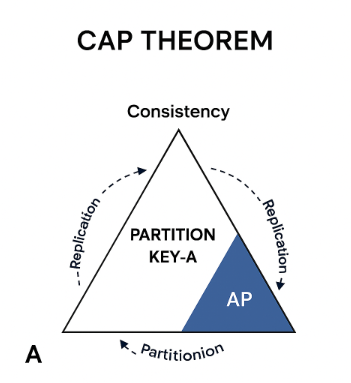 CAP THEOREM
Consistency
Replication
Replication
PARTITION
KEY-A
AP
A
Partitionion